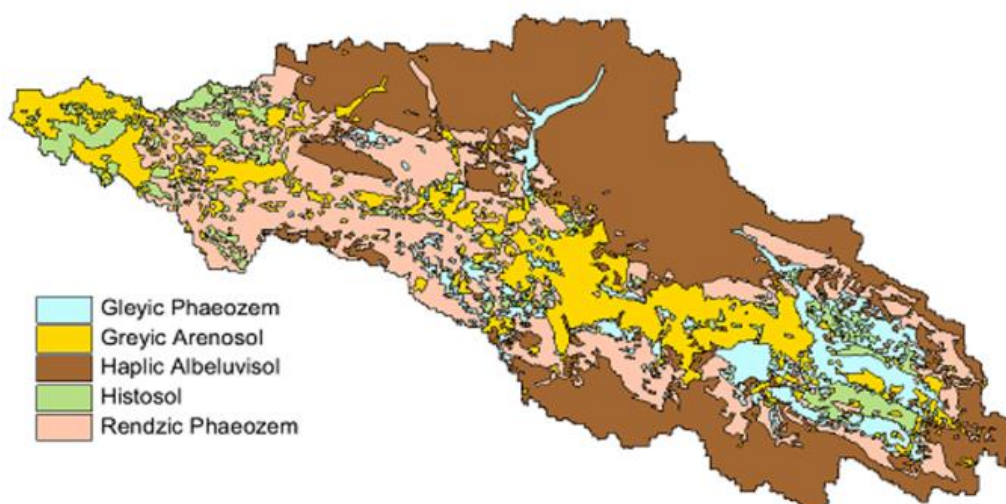 Gleyic Phaeozem
Greyic Arenosol
Haplic Albeluvisol
Histosol
Rendzic Phaeozem